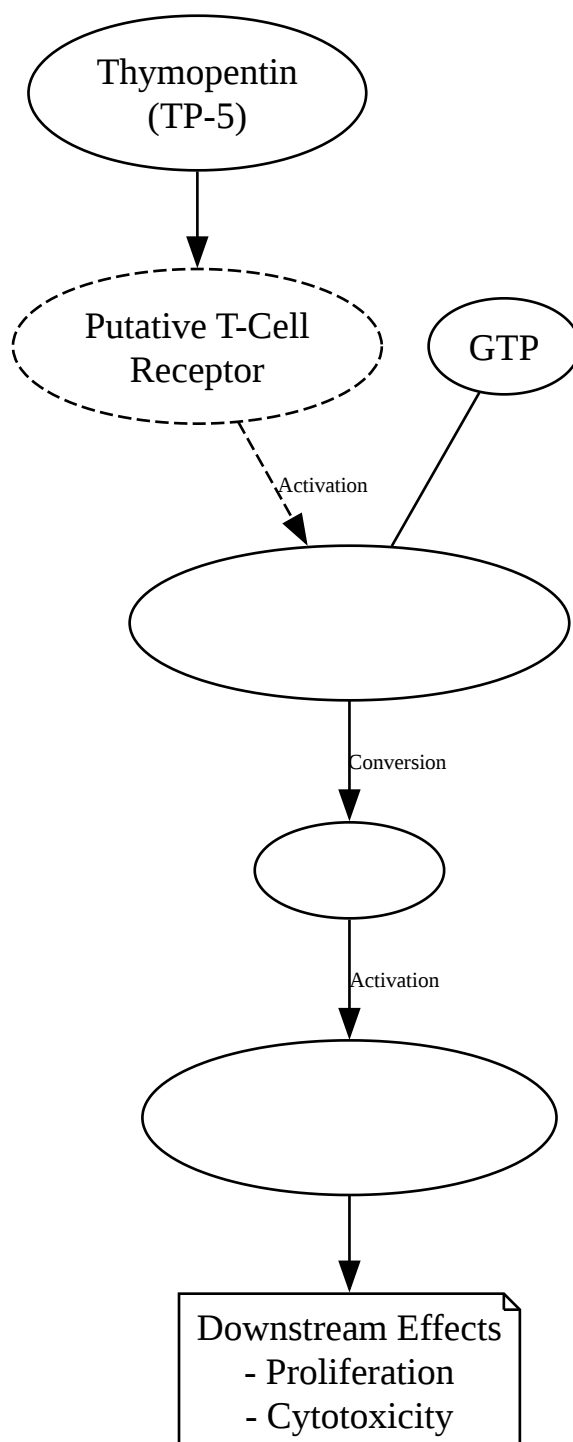 Thymopentin
(TP-5)
Putative T-Cell
Receptor
GTP
Activation
Conversion
Activation
Downstream Effects
- Proliferation
- Cytotoxicity